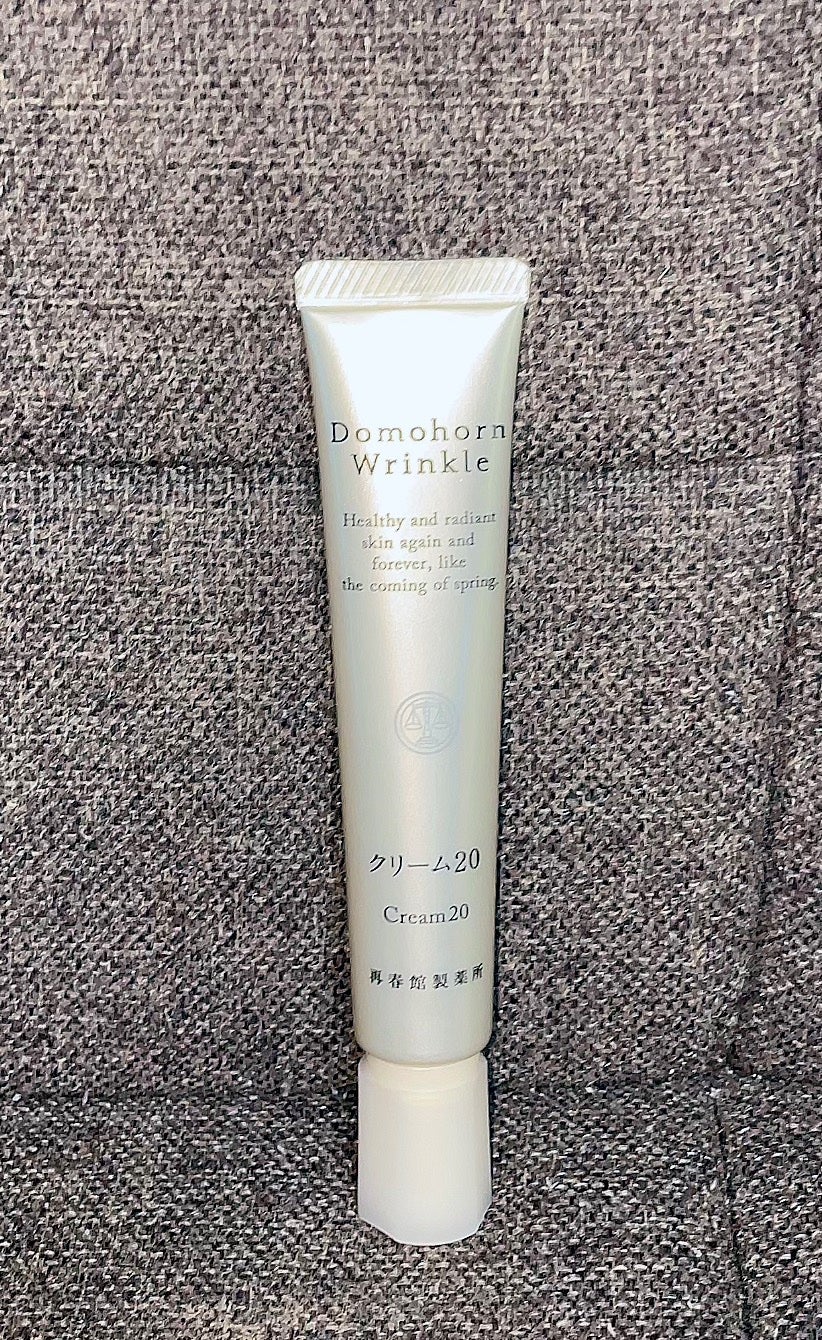 Domohorn
Wrinkle
Healthy and radiant
skin again and
forever, like
the coming of spring.
クリーム20
Cream20
再春館製薬所